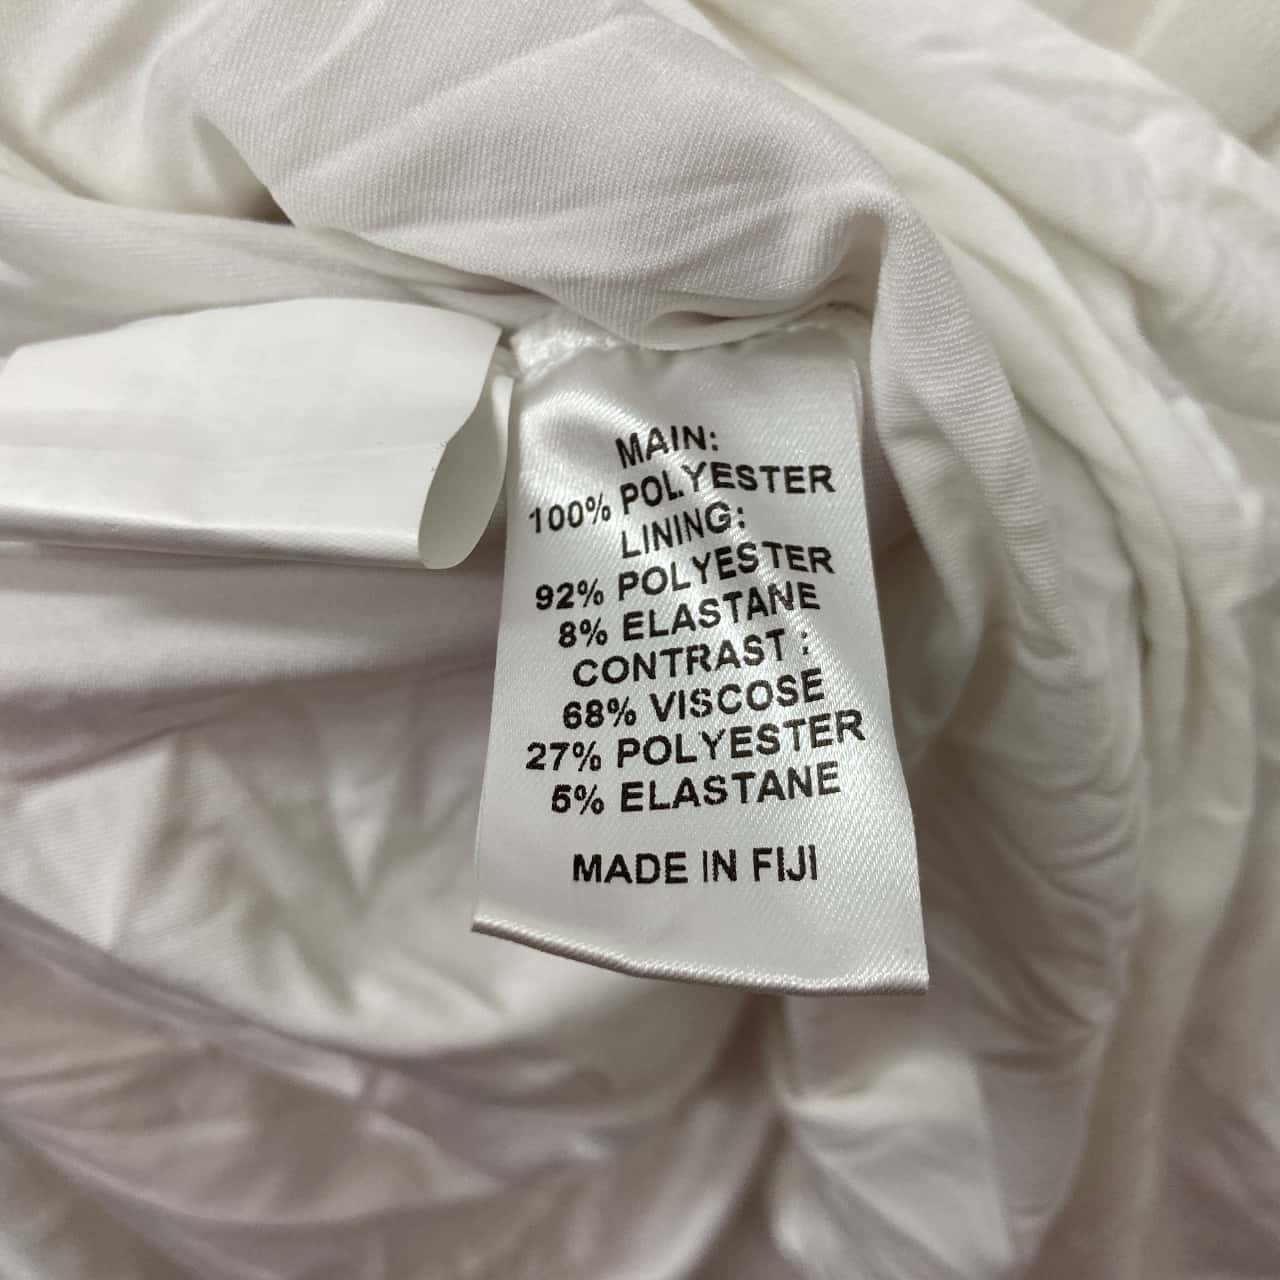 MAIN:
100% POLYESTER
LINING:
92% POLYESTER
8% ELASTANE
CONTRAST :
68% VISCOSE
27% POLYESTER
5% ELASTANE
MADE IN FIJI